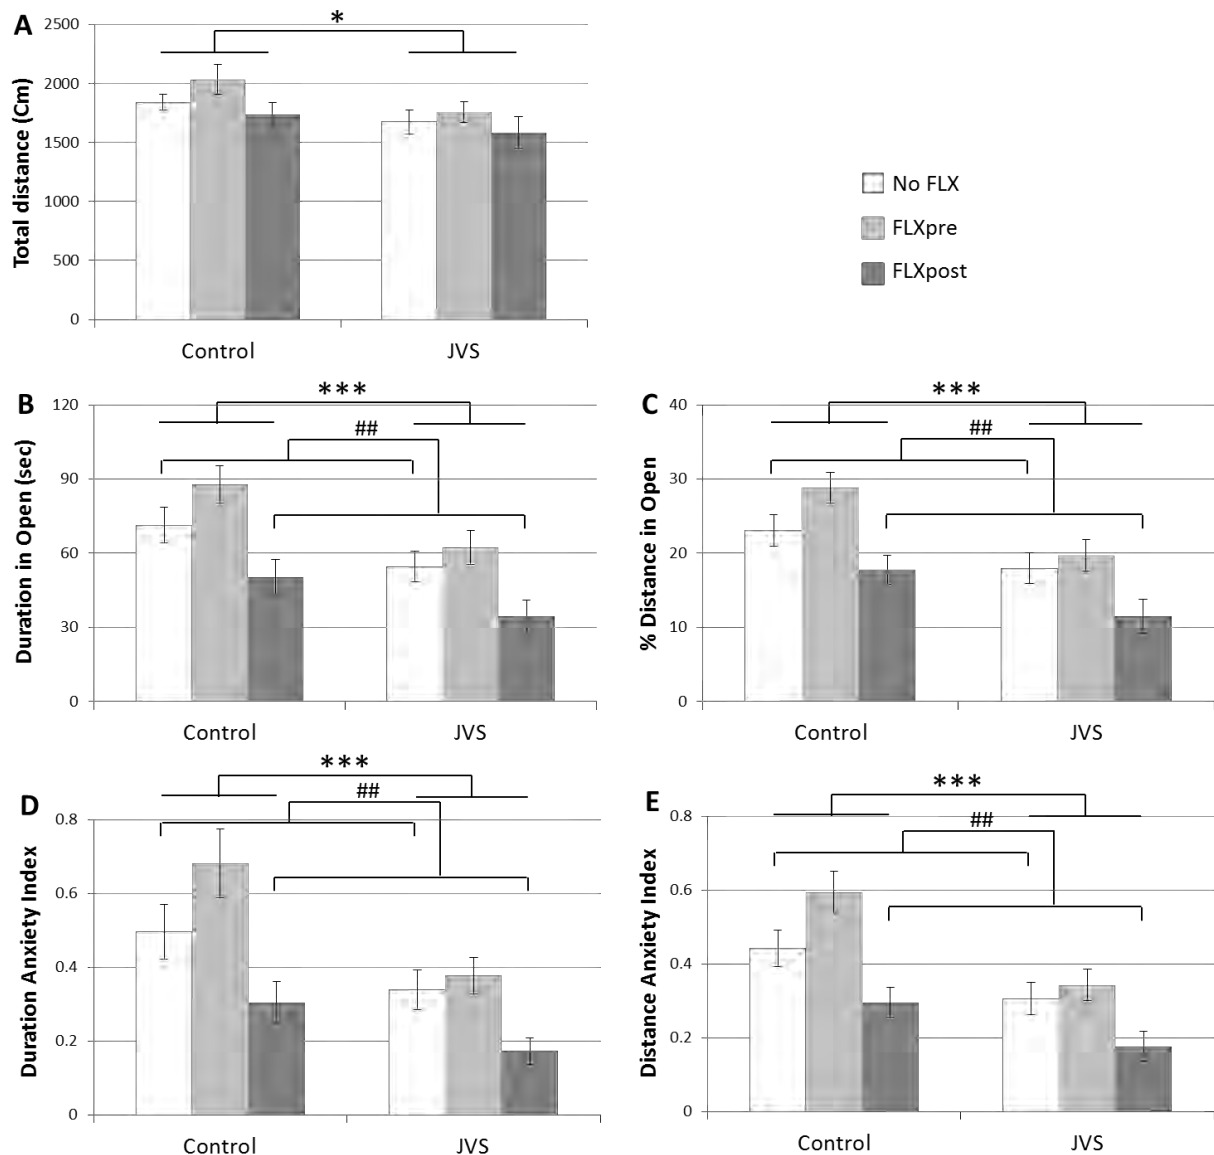 A
Total distance (Cm)
2500
2000
1500
1000
500
0
*
Control
JVS
No FLX
FLXpre
FLXpost
B
Duration in Open (sec)
120
90
60
30
0
***
##
Control
JVS
C
% Distance in Open
40
30
20
10
0
***
##
Control
JVS
D
Duration Anxiety Index
0.8
0.6
0.4
0.2
0
***
##
Control
JVS
E
Distance Anxiety Index
0.8
0.6
0.4
0.2
0
***
##
Control
JVS